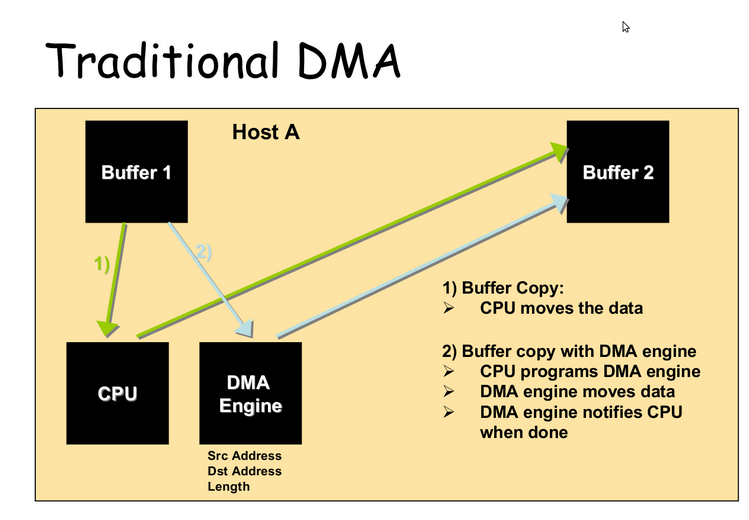 Traditional DMA
Host A
Buffer 1
Buffer 2
1)
2)
CPU
DMA
Engine
Src Address
Dst Address
Length
1) Buffer Copy:
➢ CPU moves the data
2) Buffer copy with DMA engine
➢ CPU programs DMA engine
➢ DMA engine moves data
➢ DMA engine notifies CPU
when done